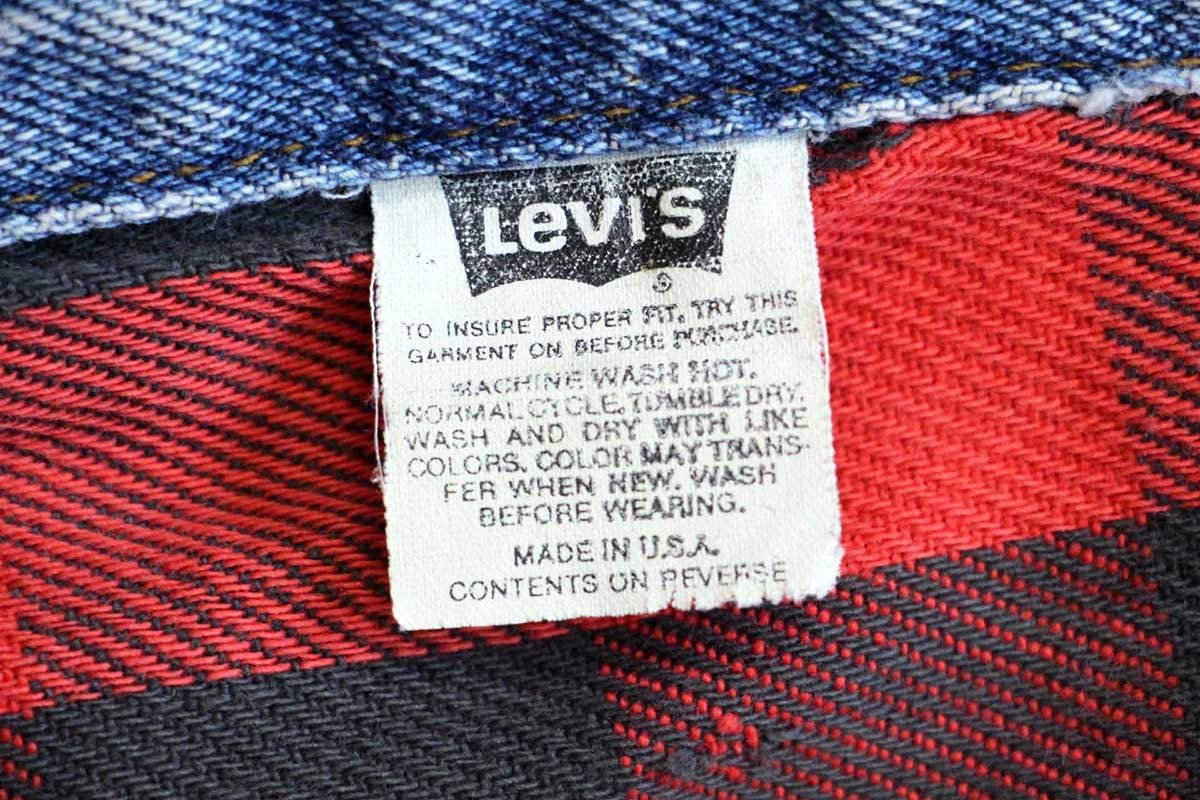 Levi's
®
TO INSURE PROPER FIT, TRY THIS
GARMENT ON BEFORE PURCHASE.
MACHINE WASH HOT.
NORMAL CYCLE. TUMBLE DRY.
WASH AND DRY WITH LIKE
COLORS. COLOR MAY TRANS-
FER WHEN NEW. WASH
BEFORE WEARING.
MADE IN U.S.A.
CONTENTS ON REVERSE